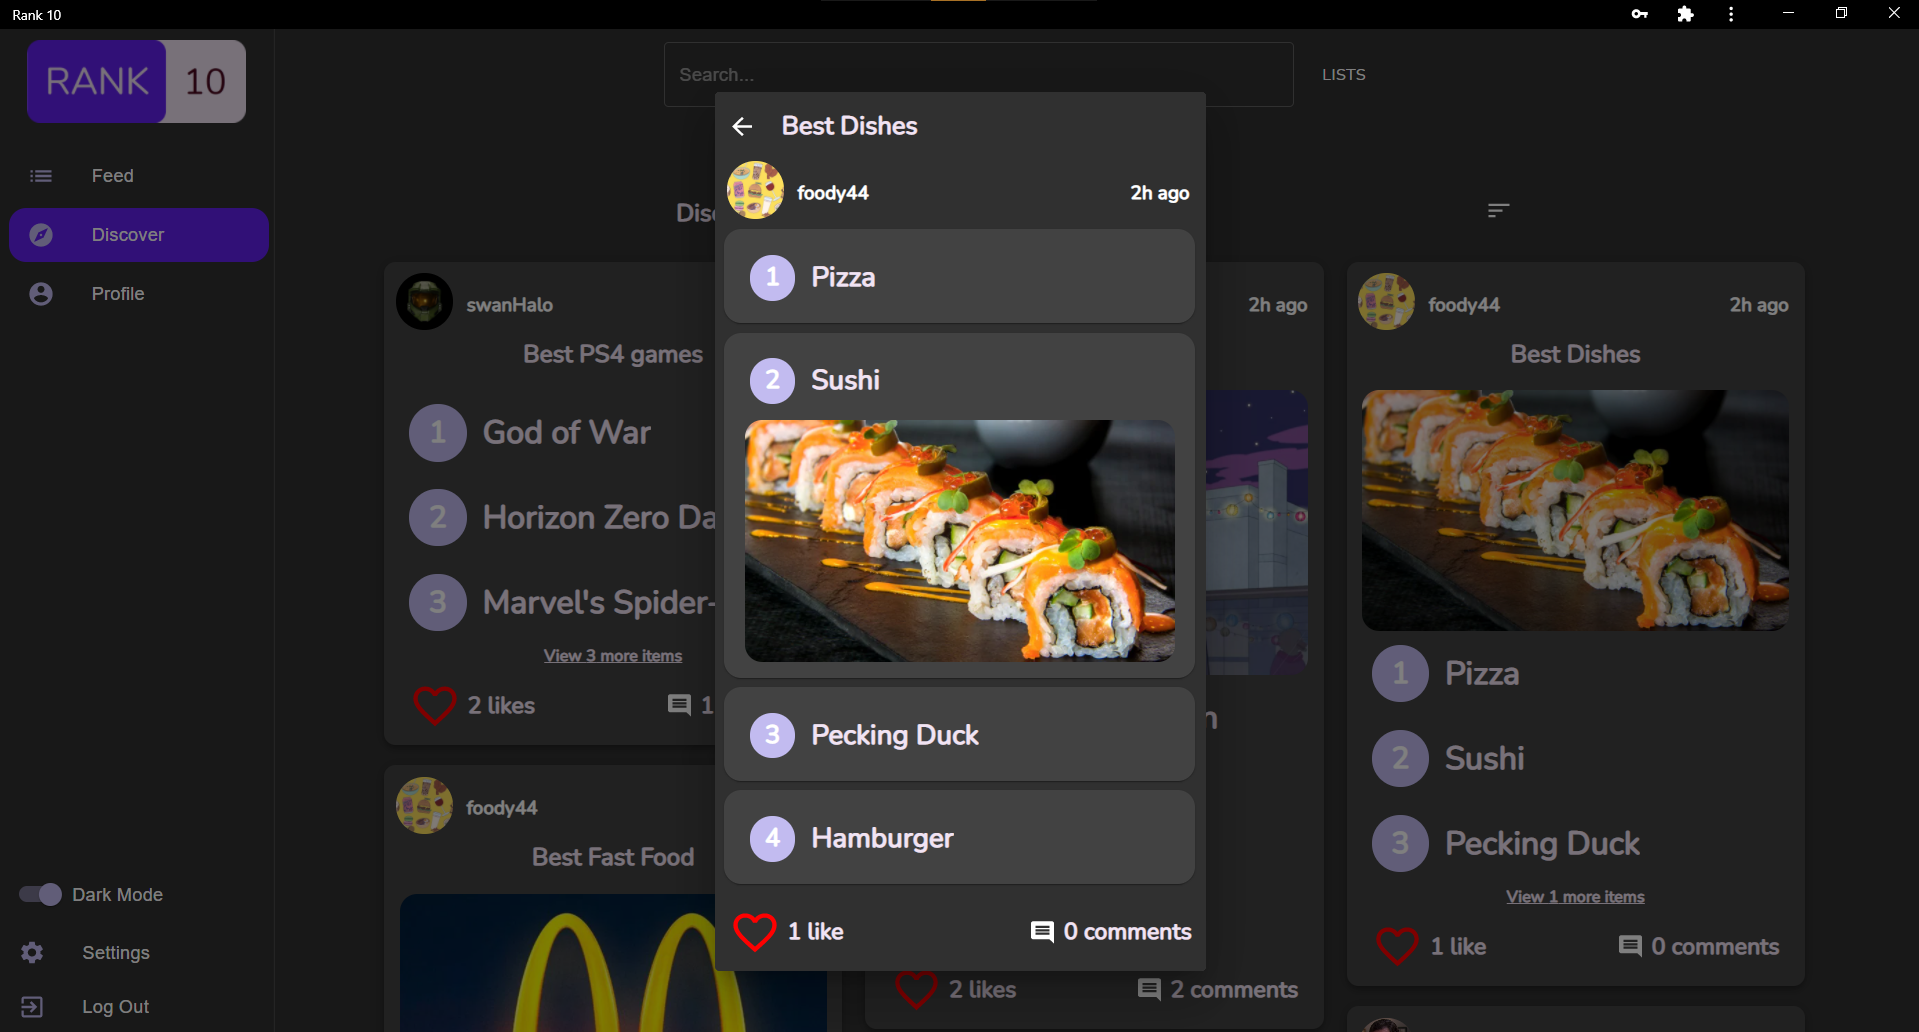 Rank 10
RANK 10
Search...
LISTS
Feed
Discover
Profile
Dark Mode
Settings
Log Out
swanHalo
Best PS4 games
1 God of War
2 Horizon Zero
3 Marvel's
View 3 more items
2 likes
1
foody44
Best Fast Food
Best Dishes
foody44 2h ago
1 Pizza
2 Sushi
3 Pecking Duck
4 Hamburger
1 like 0 comments
2h ago
2 likes 2 comments
foody44 2h ago
Best Dishes
1 Pizza
2 Sushi
3 Pecking Duck
View 1 more items
1 like 0 comments